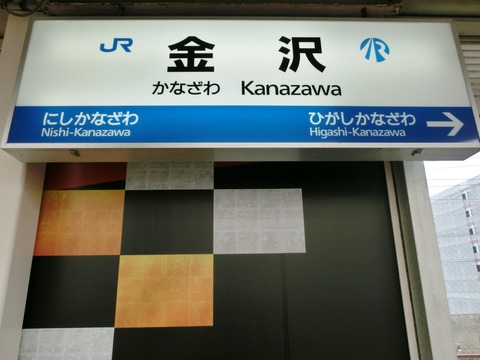 JR 金沢 IR
かなざわ Kanazawa
にしかなざわ ひがしかなざわ →
Nishi-Kanazawa Higashi-Kanazawa